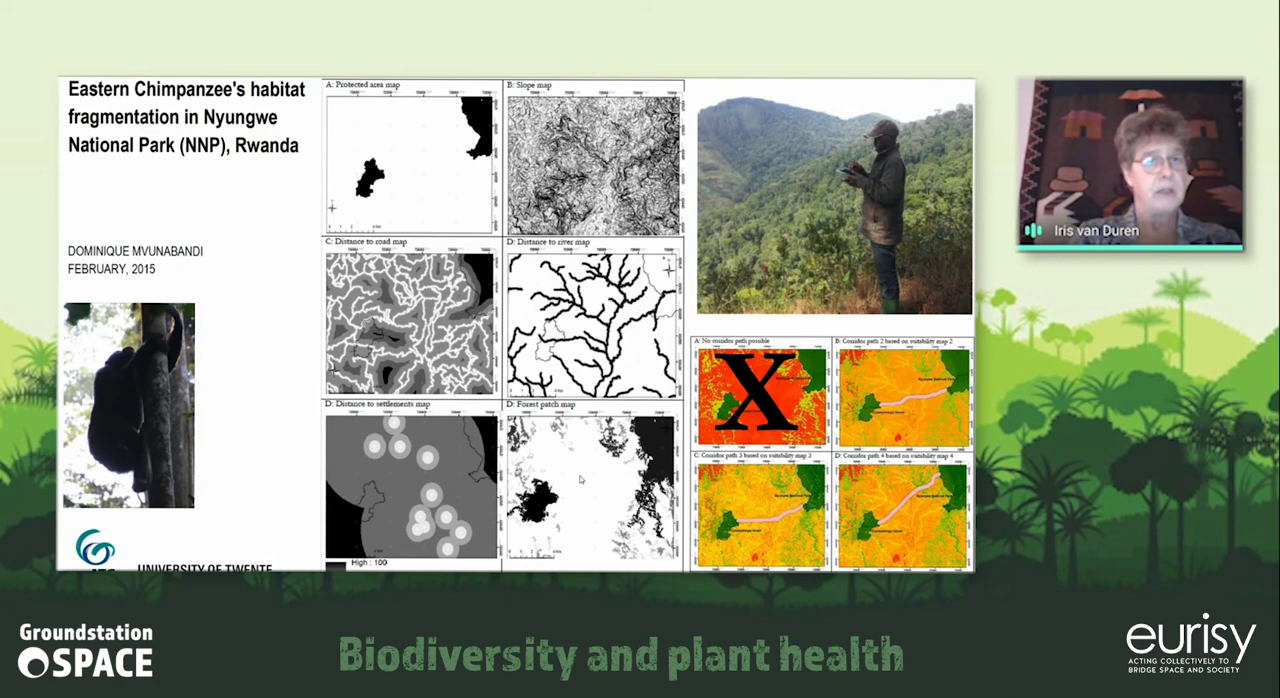 Eastern Chimpanzee's habitat
fragmentation in Nyungwe
National Park (NNP), Rwanda
DOMINIQUE MVUNABANDI
FEBRUARY, 2015
UNIVERSITY OF TWENTE
A: Protected area map
B: Slope map
C: Distance to road map
D: Distance to river map
D: Distance to settlements map
D: Forest patch map
High : 100
A: No corridor path possible
B: Corridor path 2 based on suitability map 2
C: Corridor path 3 based on suitability map 3
D: Corridor path 4 based on suitability map 4
X
Iris van Duren
Groundstation
SPACE
Biodiversity and plant health
eurisy
ACTING COLLECTIVELY TO
BRIDGE SPACE AND SOCIETY